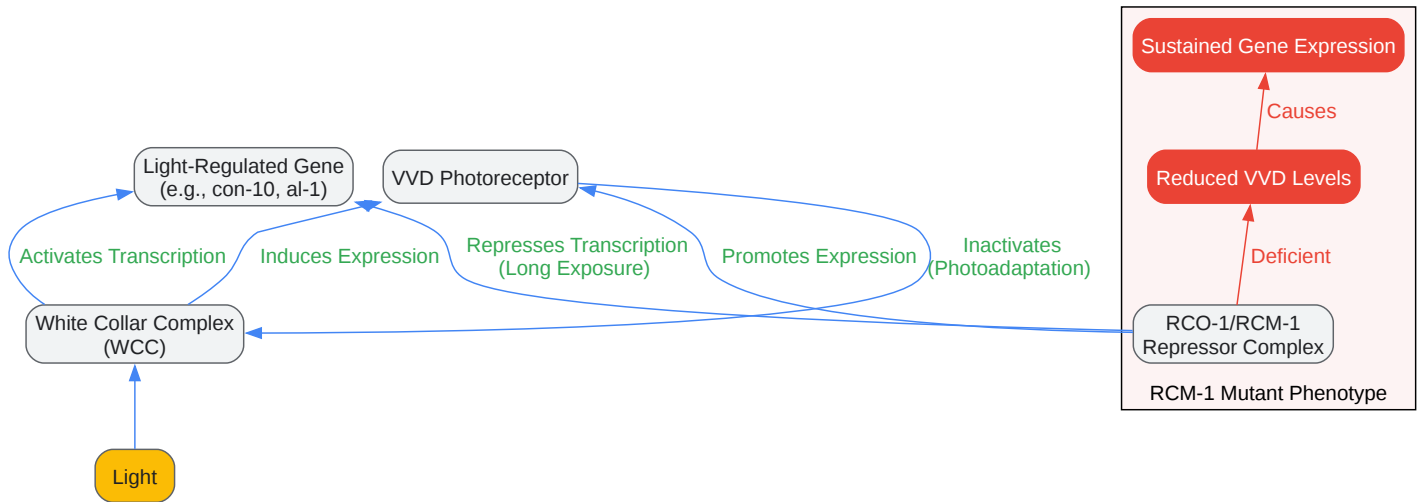 Sustained Gene Expression
Causes
Light-Regulated Gene
(e.g., con-10, al-1)
VVD Photoreceptor
Reduced VVD Levels
Activates Transcription
Induces Expression
Represses Transcription
(Long Exposure)
Promotes Expression
Inactivates
(Photoadaptation)
Deficient
White Collar Complex
(WCC)
RCO-1/RCM-1
Repressor Complex
RCM-1 Mutant Phenotype
Light